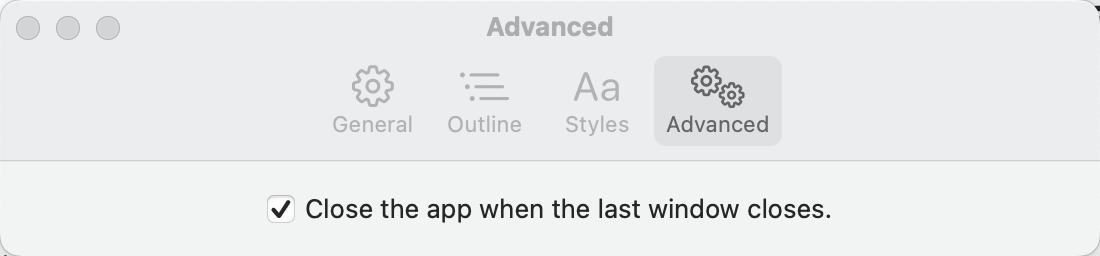 Advanced
General Outline Aa Styles Advanced
Close the app when the last window closes.